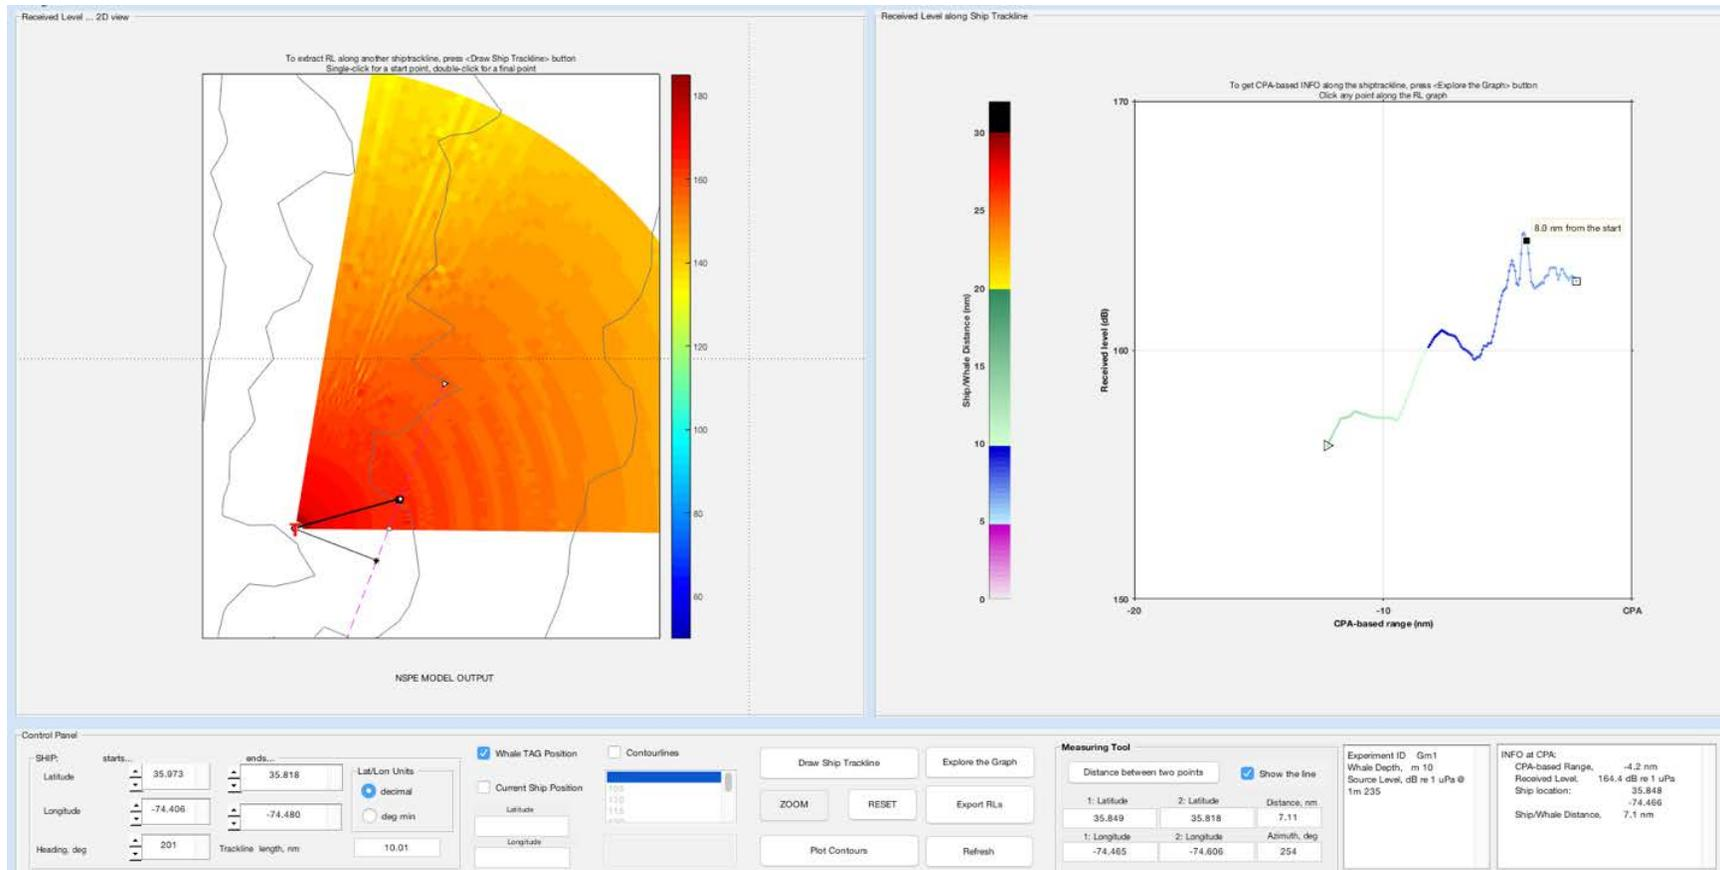 Received Level ... 2D view
To extract RL along another shiptrackline, press <Draw Ship Trackline> button
Single-click for a start point, double-click for a final point
180
160
140
120
100
80
60
NSPE MODEL OUTPUT
Received Level along Ship Trackline
To get CPA-based INFO along the shiptrackline, press <Explore the Graph> button
Click any point along the RL graph
30
25
20
15
10
5
0
Ship/Whale Distance (nm)
170
160
150
Received level (dB)
8.0 nm from the start
-20
-10
CPA
CPA-based range (nm)
Control Panel
SHIP:
starts...
ends...
Latitude
35.973
35.818
Longitude
-74.406
-74.480
Heading, deg
201
Trackline length, nm
10.01
Lat/Lon Units
decimal
deg min
Whale TAG Position
Contourlines
Current Ship Position
Latitude
Longitude
105
110
115
Draw Ship Trackline
Explore the Graph
ZOOM
RESET
Export RLs
Plot Contours
Refresh
Measuring Tool
Distance between two points
Show the line
1: Latitude
2: Latitude
Distance, nm
35.849
35.818
7.11
1: Longitude
2: Longitude
Azimuth, deg
-74.465
-74.606
254
Experiment ID Gm1
Whale Depth, m 10
Source Level, dB re 1 uPa @
1m 235
INFO at CPA:
CPA-based Range, -4.2 nm
Received Level, 164.4 dB re 1 uPa
Ship location: 35.848
-74.466
Ship/Whale Distance, 7.1 nm